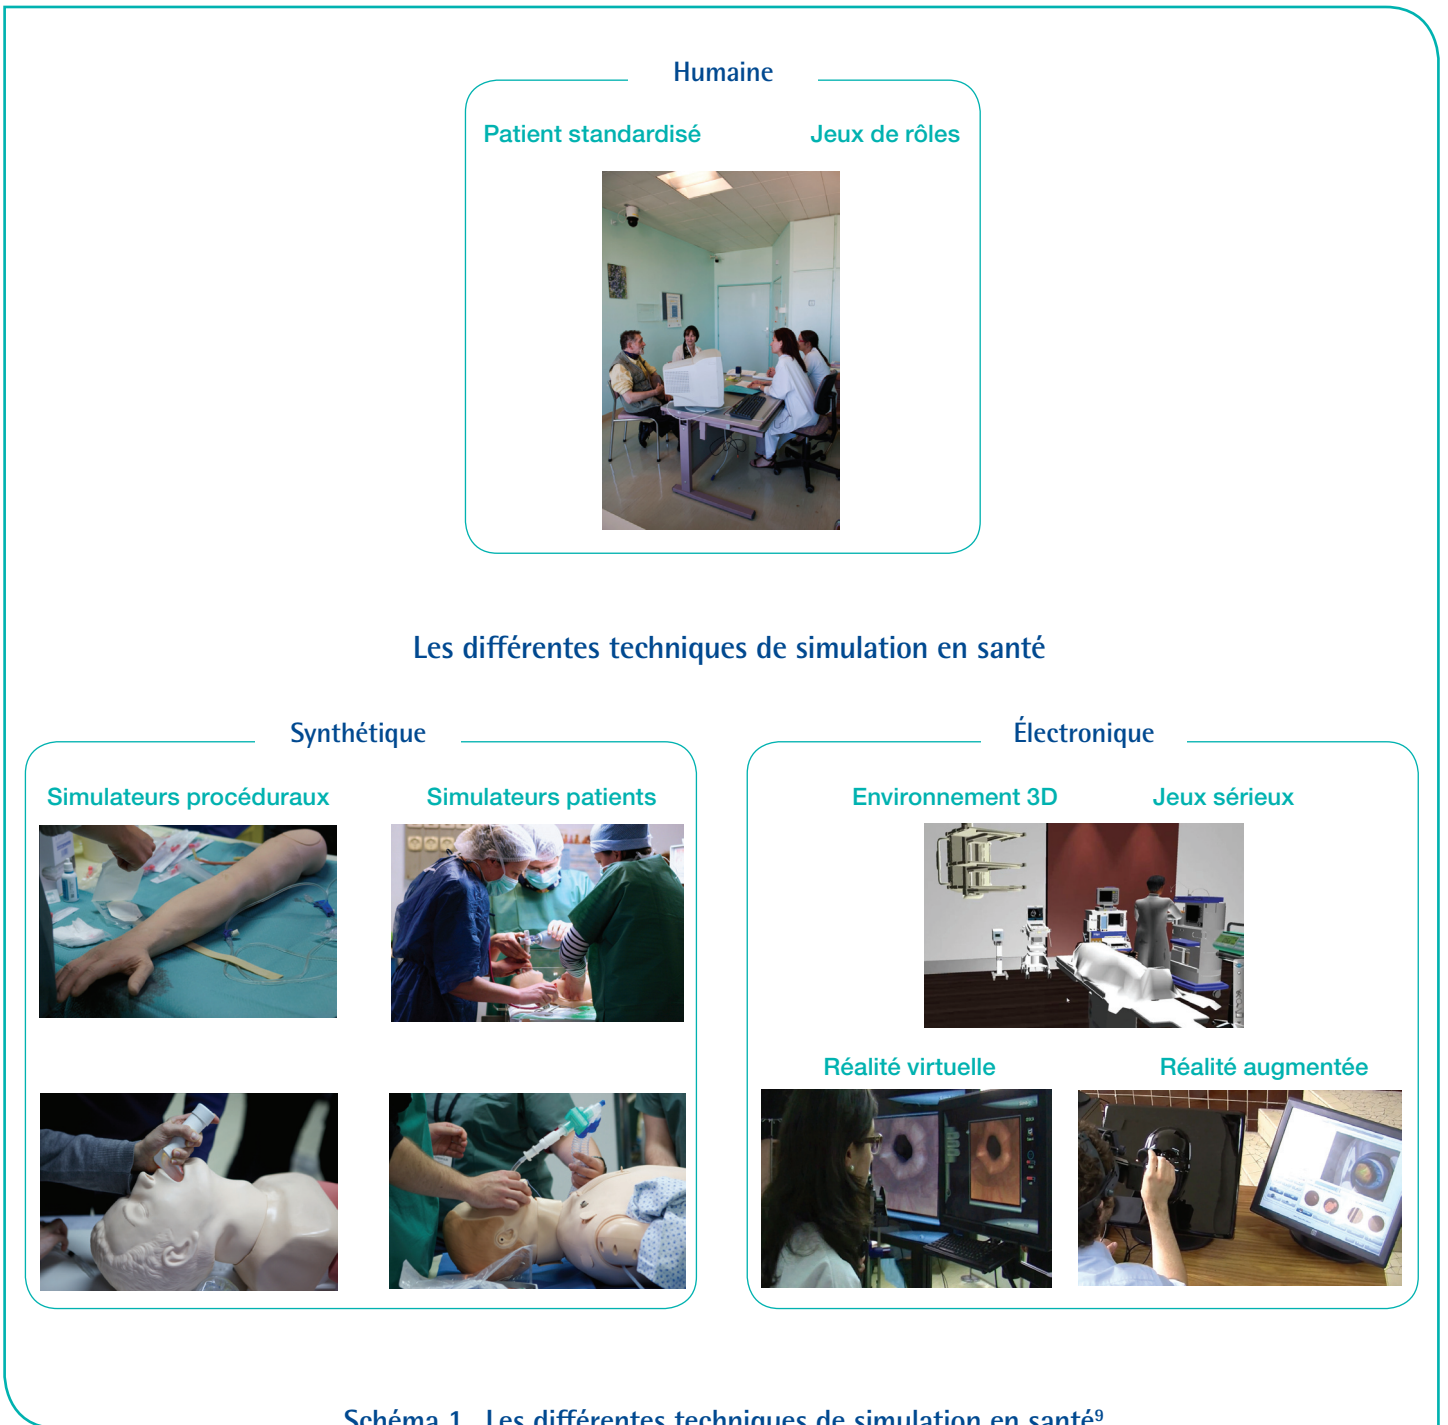 Humaine
Patient standardisé Jeux de rôles
Les différentes techniques de simulation en santé
Synthétique
Simulateurs procéduraux Simulateurs patients
Électronique
Environnement 3D Jeux sérieux
Réalité virtuelle Réalité augmentée
Schéma 1. Les différentes techniques de simulation en santé⁹